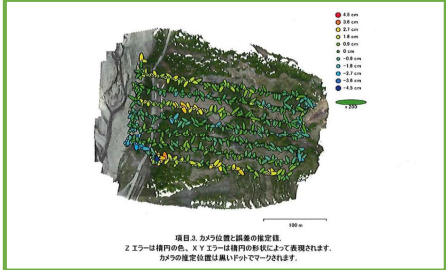 4.5 cm
3.6 cm
2.7 cm
1.8 cm
0.9 cm
0 cm
-0.9 cm
-1.8 cm
-2.7 cm
-3.6 cm
-4.5 cm
x 200
100 m
項目.3. カメラ位置と誤差の推定値.
Z エラーは楕円の色、X Y エラーは楕円の形状によって表現されます.
カメラの推定位置は黒いドットでマークされます.